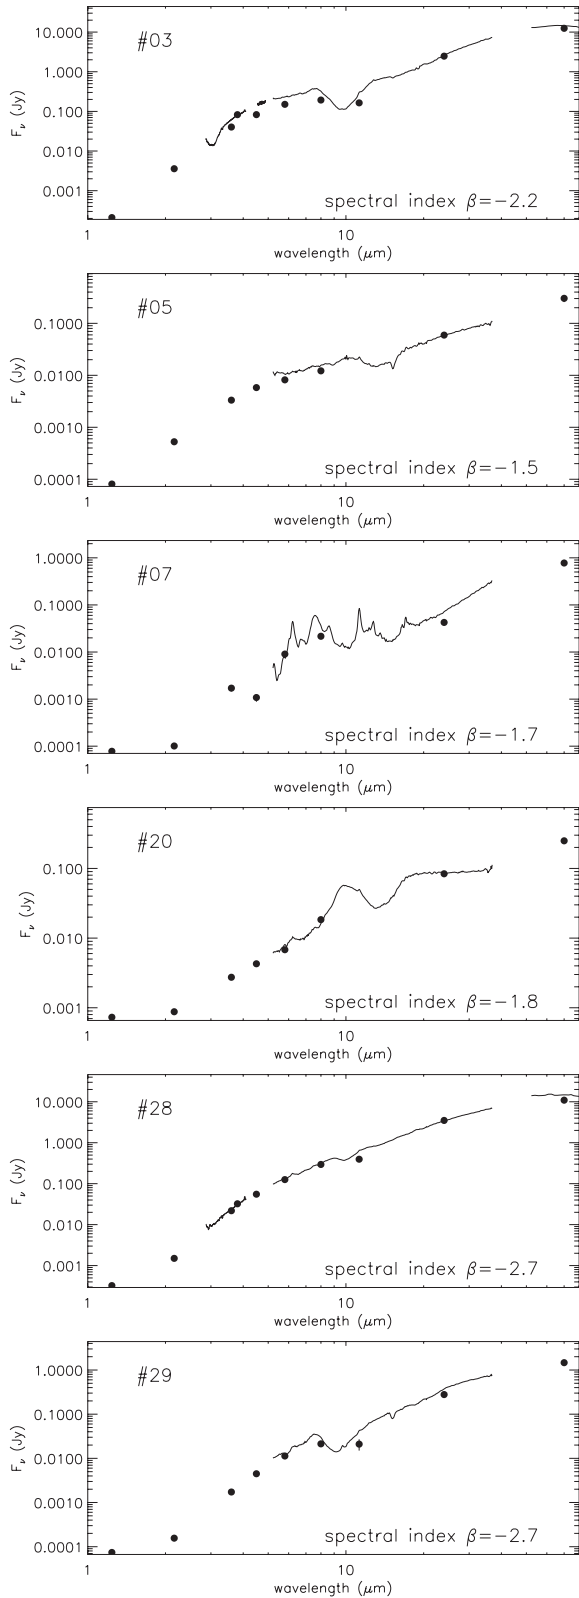 #03
10.000
1.000
0.100
0.010
0.001
F_ν (Jy)
spectral index β=−2.2
1
10
wavelength (μm)
#05
0.1000
0.0100
0.0010
0.0001
F_ν (Jy)
spectral index β=−1.5
1
10
wavelength (μm)
#07
1.0000
0.1000
0.0100
0.0010
0.0001
F_ν (Jy)
spectral index β=−1.7
1
10
wavelength (μm)
#20
0.100
0.010
0.001
F_ν (Jy)
spectral index β=−1.8
1
10
wavelength (μm)
#28
10.000
1.000
0.100
0.010
0.001
F_ν (Jy)
spectral index β=−2.7
1
10
wavelength (μm)
#29
1.0000
0.1000
0.0100
0.0010
0.0001
F_ν (Jy)
spectral index β=−2.7
1
10
wavelength (μm)